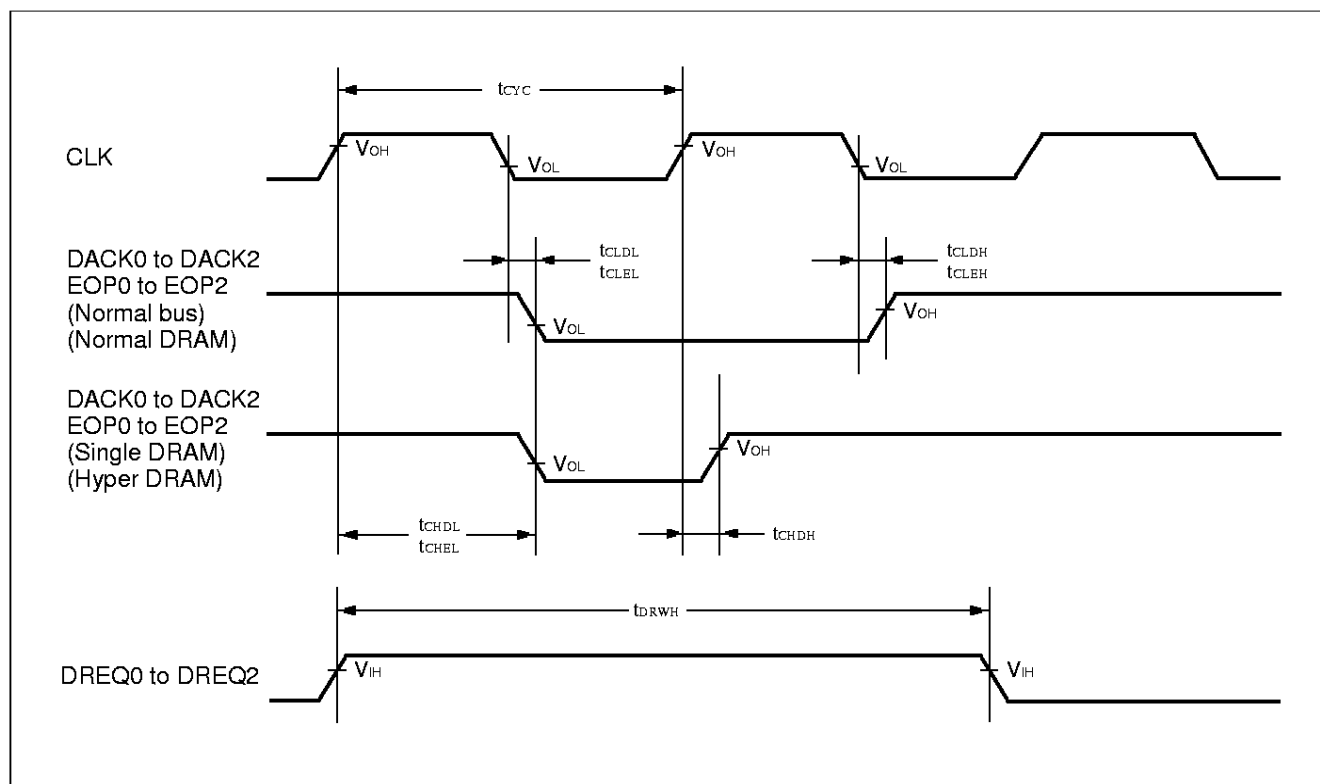 tCYC
CLK
VOH
VOL
VOH
VOL
DACK0 to DACK2
EOP0 to EOP2
(Normal bus)
(Normal DRAM)
tCLDL
tCLEL
tCLDH
tCLEH
VOL
VOH
DACK0 to DACK2
EOP0 to EOP2
(Single DRAM)
(Hyper DRAM)
VOL
VOH
tCHDL
tCHEL
tCHDH
tDRWH
DREQ0 to DREQ2
VIH
VIH